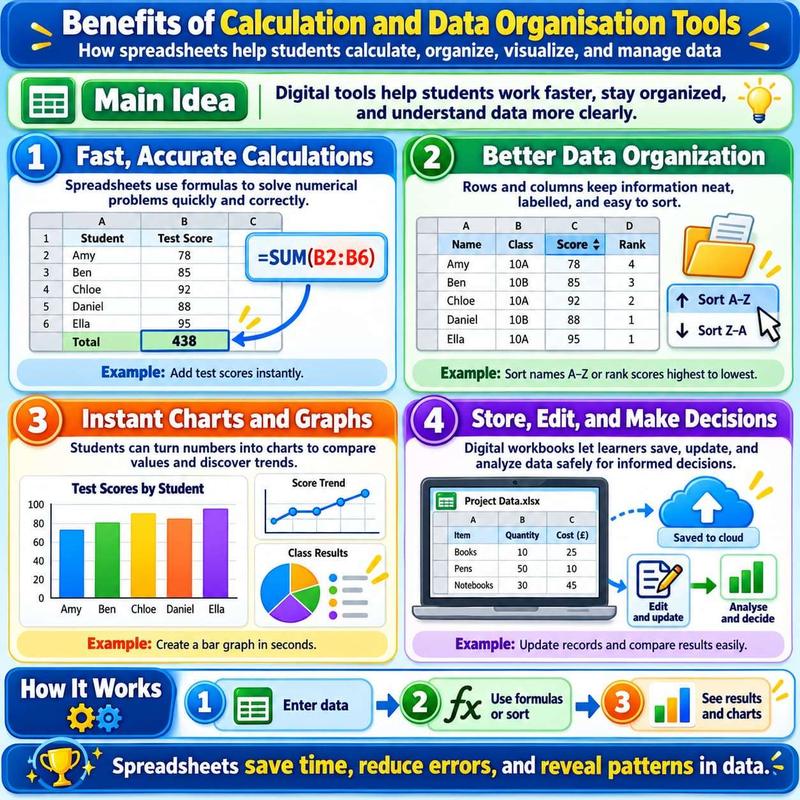 Benefits of Calculation and Data Organisation Tools
How spreadsheets help students calculate, organize, visualize, and manage data
Main Idea
Digital tools help students work faster, stay organized,
and understand data more clearly.
1 Fast, Accurate Calculations
Spreadsheets use formulas to solve numerical
problems quickly and correctly.
A B C
1 Student Test Score
2 Amy 78
3 Ben 85
4 Chloe 92
5 Daniel 88
6 Ella 95
Total 438
=SUM(B2:B6)
Example: Add test scores instantly.
2 Better Data Organization
Rows and columns keep information neat,
labelled, and easy to sort.
A B C D
Name Class Score Rank
Amy 10A 78 4
Ben 10B 85 3
Chloe 10A 92 2
Daniel 10B 88 1
Ella 10A 95 1
Sort A–Z
Sort Z–A
Example: Sort names A–Z or rank scores highest to lowest.
3 Instant Charts and Graphs
Students can turn numbers into charts to compare
values and discover trends.
Test Scores by Student
100
80
60
40
20
0
Amy Ben Chloe Daniel Ella
Score Trend
Class Results
Example: Create a bar graph in seconds.
4 Store, Edit, and Make Decisions
Digital workbooks let learners save, update, and
analyze data safely for informed decisions.
Project Data.xlsx
A B C
Item Quantity Cost (£)
Books 10 25
Pens 50 10
Notebooks 30 45
Saved to cloud
Edit
and update
Analyse
and decide
Example: Update records and compare results easily.
How It Works
1 Enter data
2 fx Use formulas
or sort
3 See results
and charts
Spreadsheets save time, reduce errors, and reveal patterns in data.